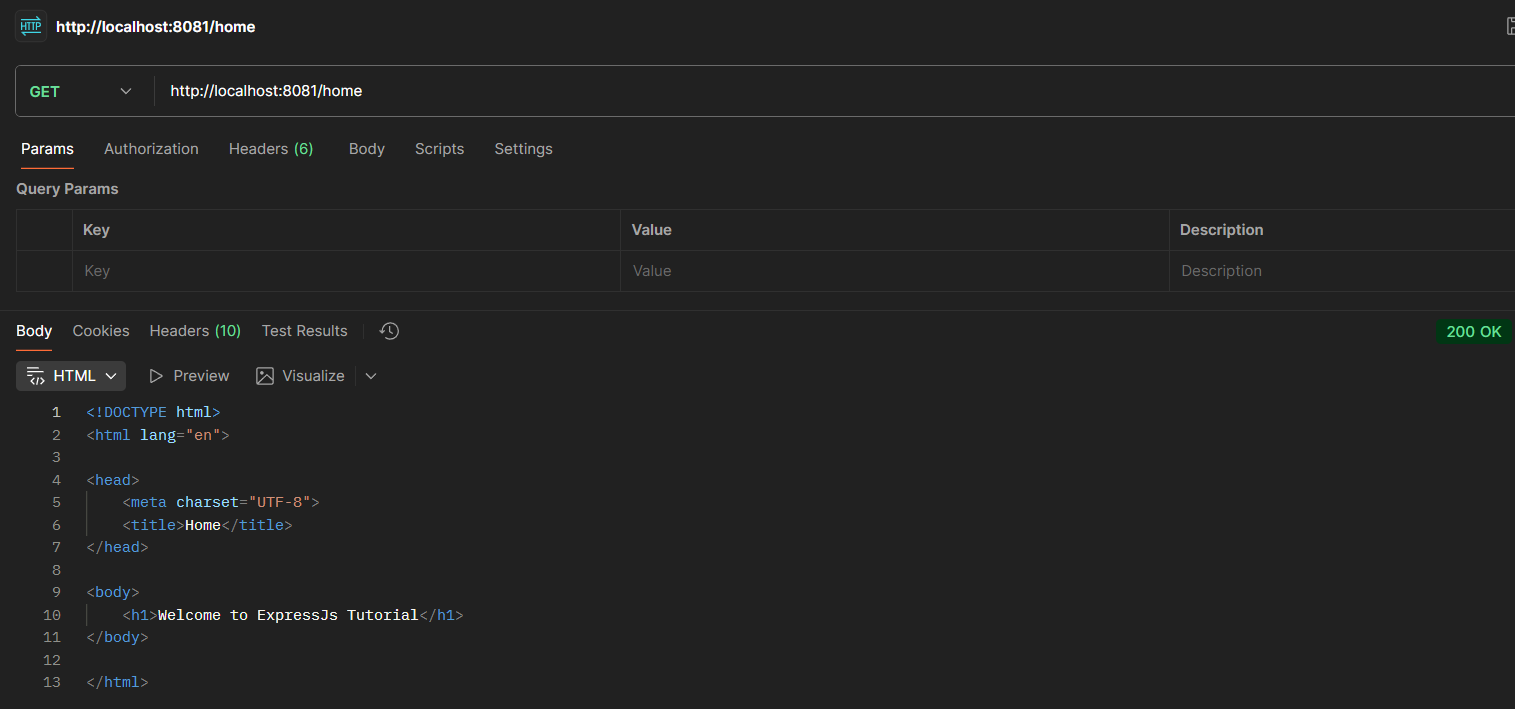 HTTP http://localhost:8081/home
GET http://localhost:8081/home
Params Authorization Headers (6) Body Scripts Settings
Query Params
Key Value Description
Key Value Description
Body Cookies Headers (10) Test Results 200 OK
HTML Preview Visualize
1 <!DOCTYPE html>
2 <html lang="en">
3
4 <head>
5 <meta charset="UTF-8">
6 <title>Home</title>
7 </head>
8
9 <body>
10 <h1>Welcome to ExpressJs Tutorial</h1>
11 </body>
12
13 </html>